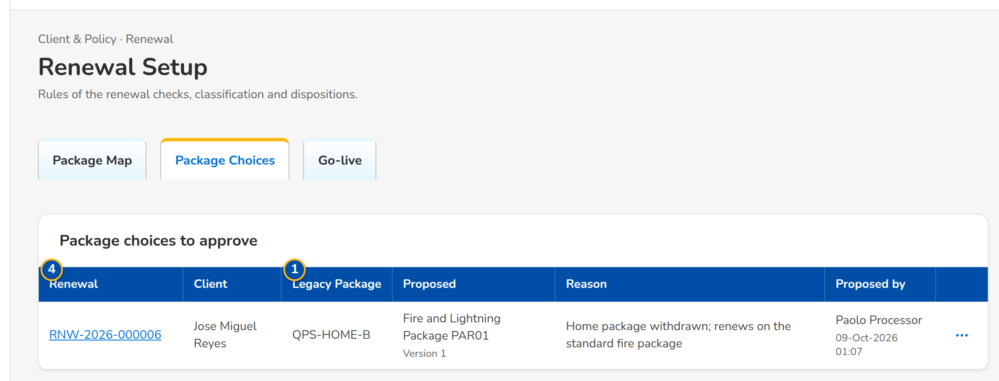 Client & Policy · Renewal
Renewal Setup
Rules of the renewal checks, classification and dispositions.
Package Map
Package Choices
Go-live
Package choices to approve
4
1
Renewal
Client
Legacy Package
Proposed
Reason
Proposed by
RNW-2026-000006
Jose Miguel
Reyes
QPS-HOME-B
Fire and Lightning
Package PAR01
Version 1
Home package withdrawn; renews on the
standard fire package
Paolo Processor
09-Oct-2026
01:07